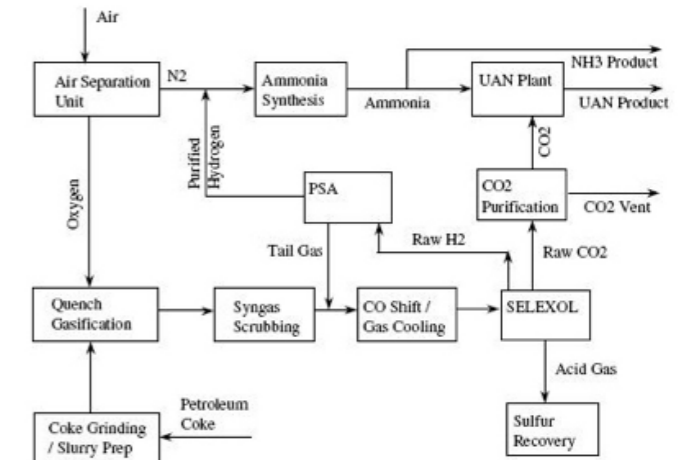 Air
Air Separation
Unit
N2
Ammonia
Synthesis
Ammonia
UAN Plant
NH3 Product
UAN Product
Purified
Hydrogen
CO2
Oxygen
PSA
CO2
Purification
CO2 Vent
Tail Gas
Raw H2
Raw CO2
Quench
Gasification
Syngas
Scrubbing
CO Shift /
Gas Cooling
SELEXOL
Acid Gas
Petroleum
Coke
Coke Grinding
/ Slurry Prep
Sulfur
Recovery